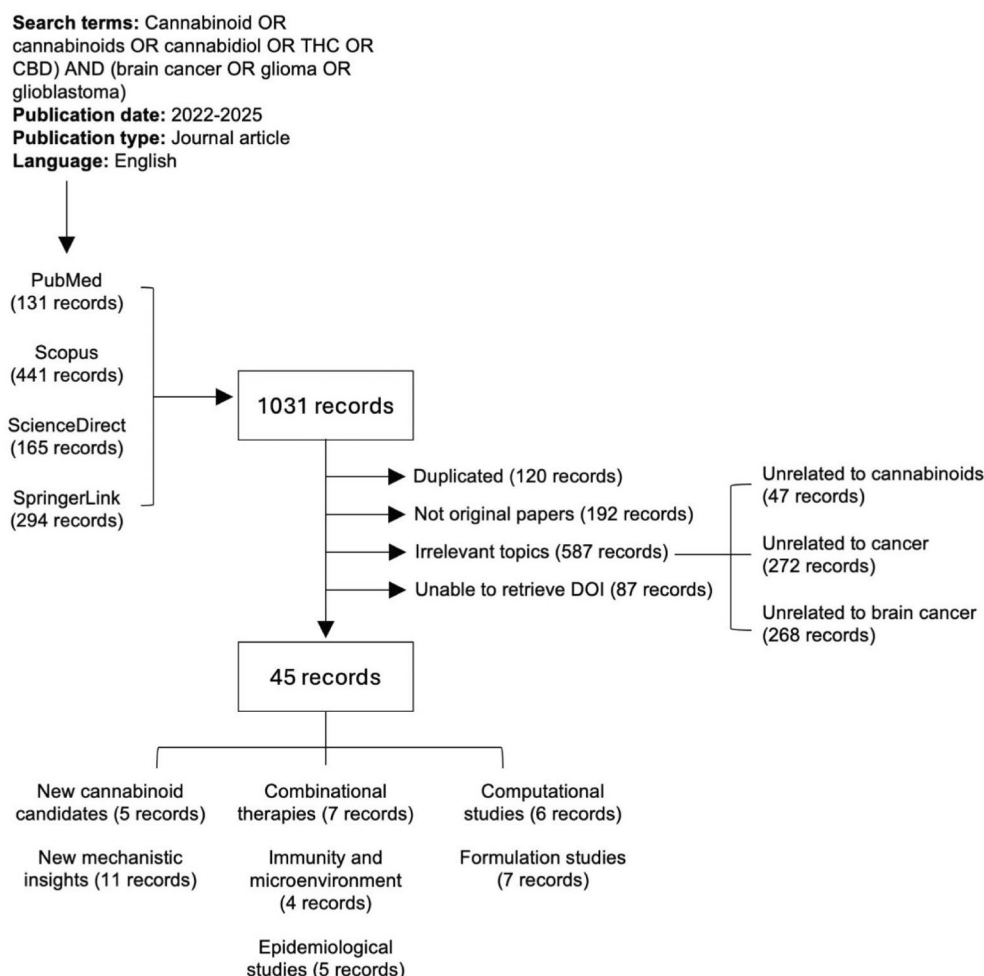 Search terms: Cannabinoid OR
cannabinoids OR cannabidiol OR THC OR
CBD) AND (brain cancer OR glioma OR
glioblastoma)
Publication date: 2022-2025
Publication type: Journal article
Language: English
PubMed
(131 records)
Scopus
(441 records)
ScienceDirect
(165 records)
SpringerLink
(294 records)
1031 records
Duplicated (120 records)
Not original papers (192 records)
Irrelevant topics (587 records)
Unable to retrieve DOI (87 records)
Unrelated to cannabinoids
(47 records)
Unrelated to cancer
(272 records)
Unrelated to brain cancer
(268 records)
45 records
New cannabinoid
candidates (5 records)
New mechanistic
insights (11 records)
Combinational
therapies (7 records)
Immunity and
microenvironment
(4 records)
Epidemiological
studies (5 records)
Computational
studies (6 records)
Formulation studies
(7 records)